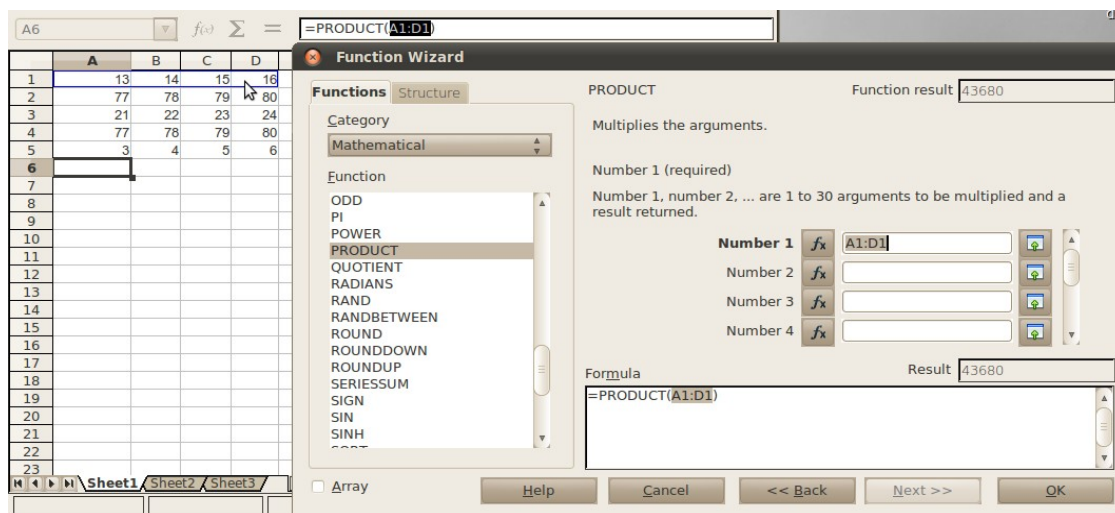 A6 f(x) Σ = =PRODUCT(A1:D1)
Function Wizard
A B C D
1 13 14 15 16
2 77 78 79 80
3 21 22 23 24
4 77 78 79 80
5 3 4 5 6
6
7
8
9
10
11
12
13
14
15
16
17
18
19
20
21
22
23
Sheet1 Sheet2 Sheet3
Functions Structure
Category
Mathematical
Function
ODD
PI
POWER
PRODUCT
QUOTIENT
RADIANS
RAND
RANDBETWEEN
ROUND
ROUNDDOWN
ROUNDUP
SERIESSUM
SIGN
SIN
SINH
PRODUCT Function result 43680
Multiplies the arguments.
Number 1 (required)
Number 1, number 2, ... are 1 to 30 arguments to be multiplied and a
result returned.
Number 1 fx A1:D1
Number 2 fx
Number 3 fx
Number 4 fx
Formula Result 43680
=PRODUCT(A1:D1)
Array Help Cancel << Back Next >> OK